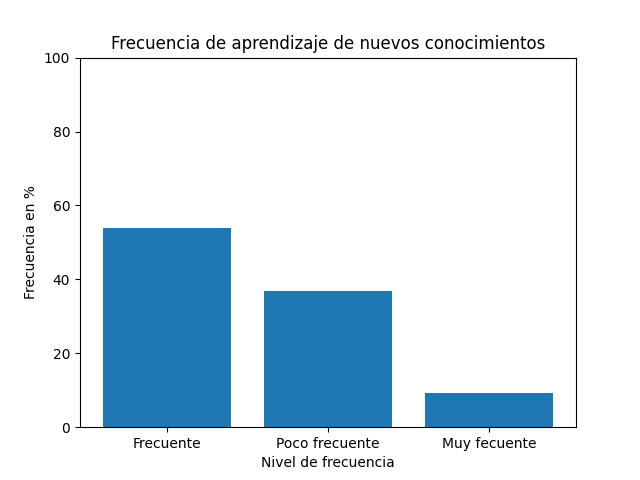 Frecuencia de aprendizaje de nuevos conocimientos
100
80
60
40
20
0
Frecuencia en %
Frecuente Poco frecuente Muy fecuente
Nivel de frecuencia